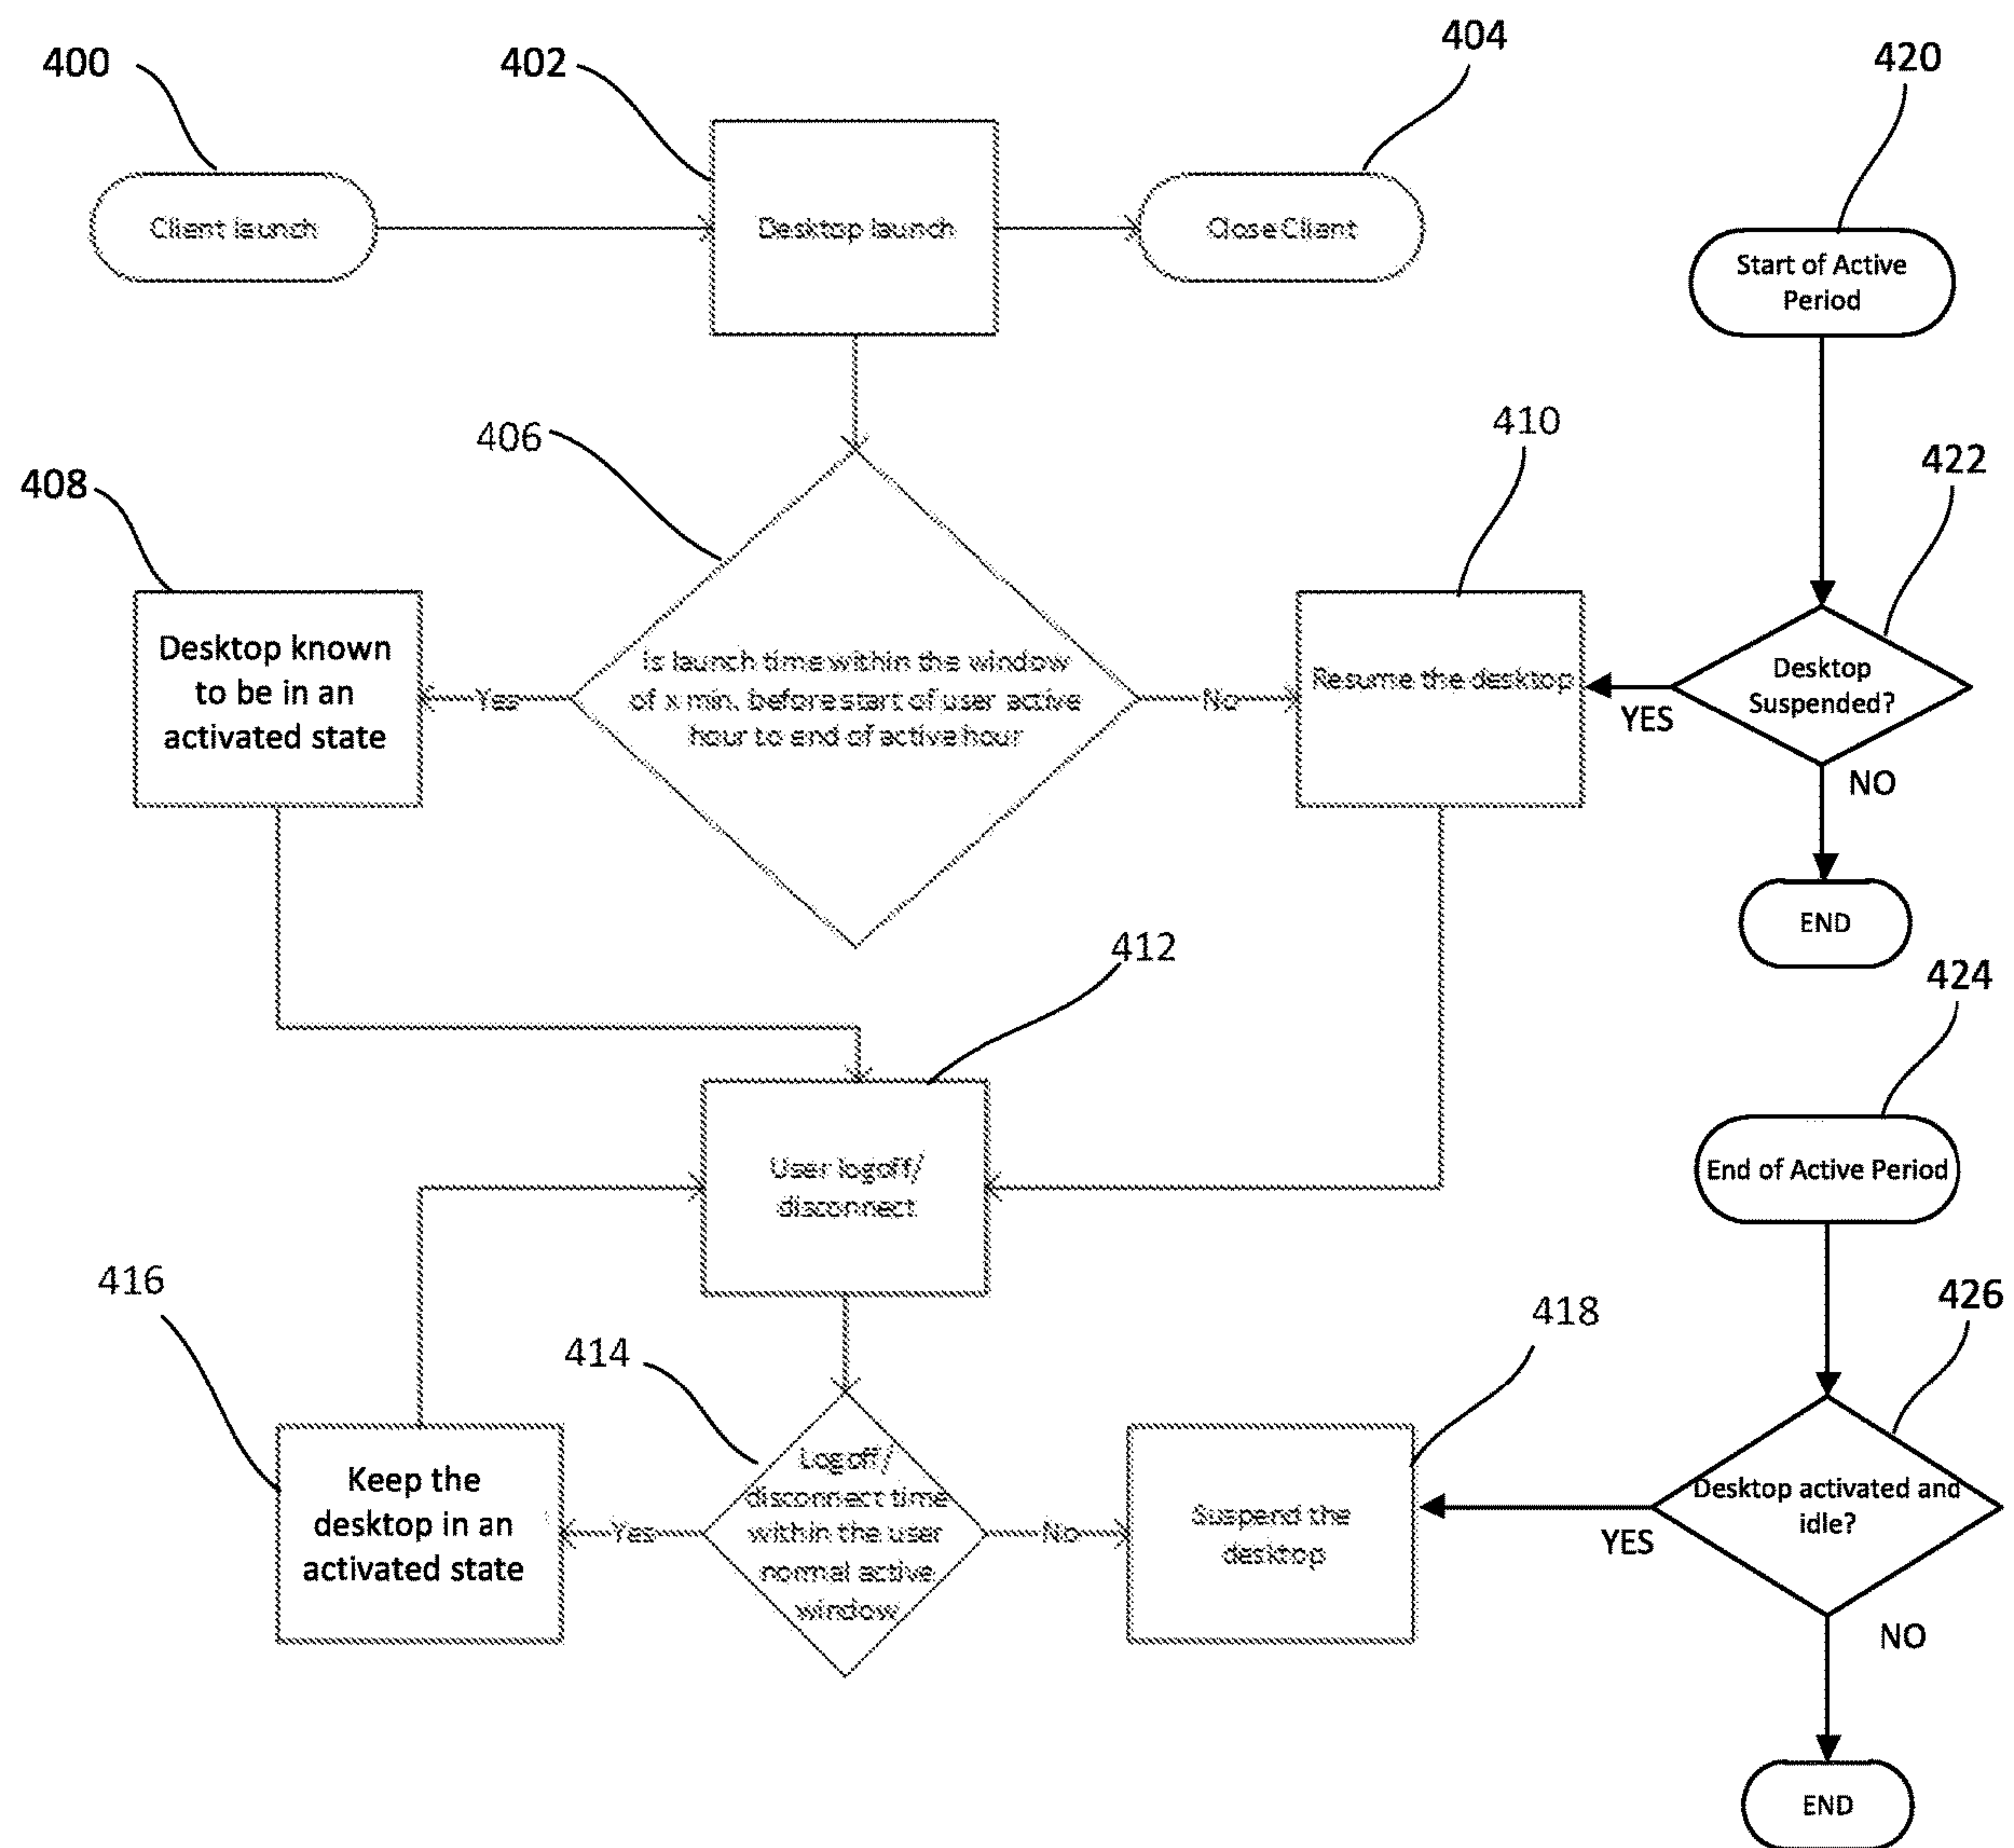 400
402
404
420
Client launch
Desktop launch
Close Client
Start of Active
Period
406
410
408
422
Desktop known
to be in an
activated state
Yes
Is launch time within the window
of x min. before start of user active
hour to end of active hour
No
Resume the desktop
YES
Desktop
Suspended?
NO
END
412
424
User logoff/
disconnect
End of Active Period
416
414
418
426
Keep the
desktop in an
activated state
Yes
Logoff/
disconnect time
within the user
normal active
window
No
Suspend the
desktop
YES
Desktop activated and
idle?
NO
END